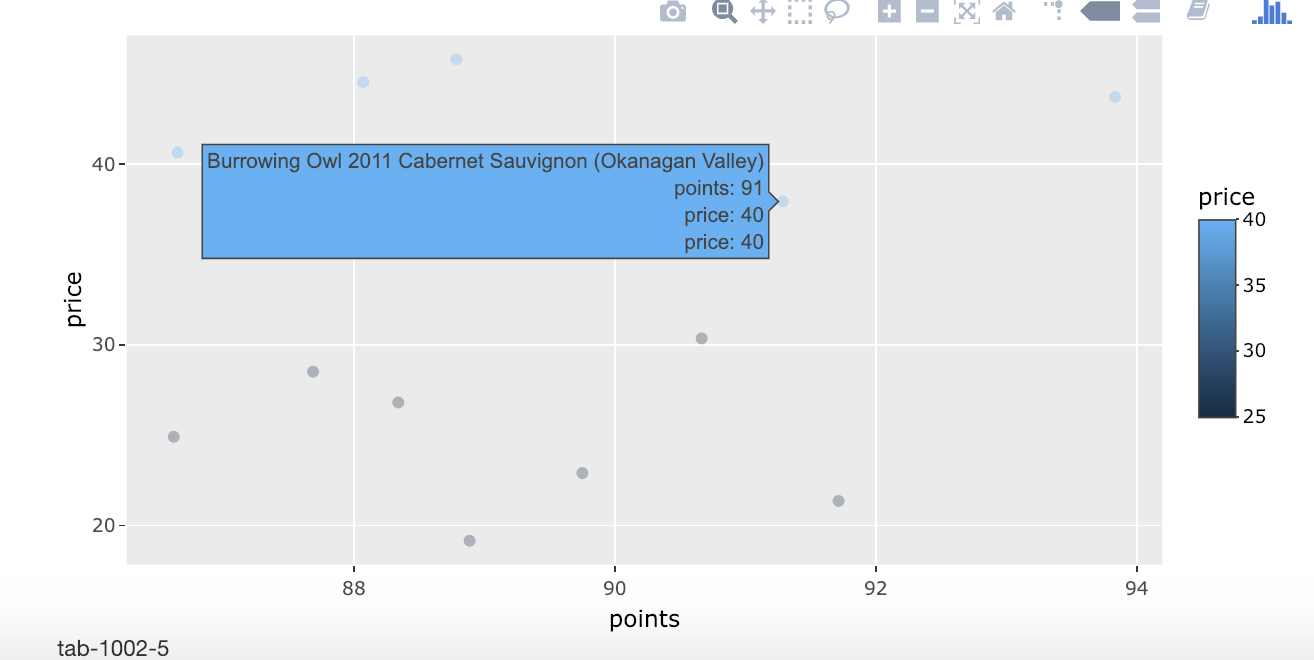 Burrowing Owl 2011 Cabernet Sauvignon (Okanagan Valley)
points: 91
price: 40
price: 40
40
30
20
price
88
90
92
94
points
price
40
35
30
25
tab-1002-5